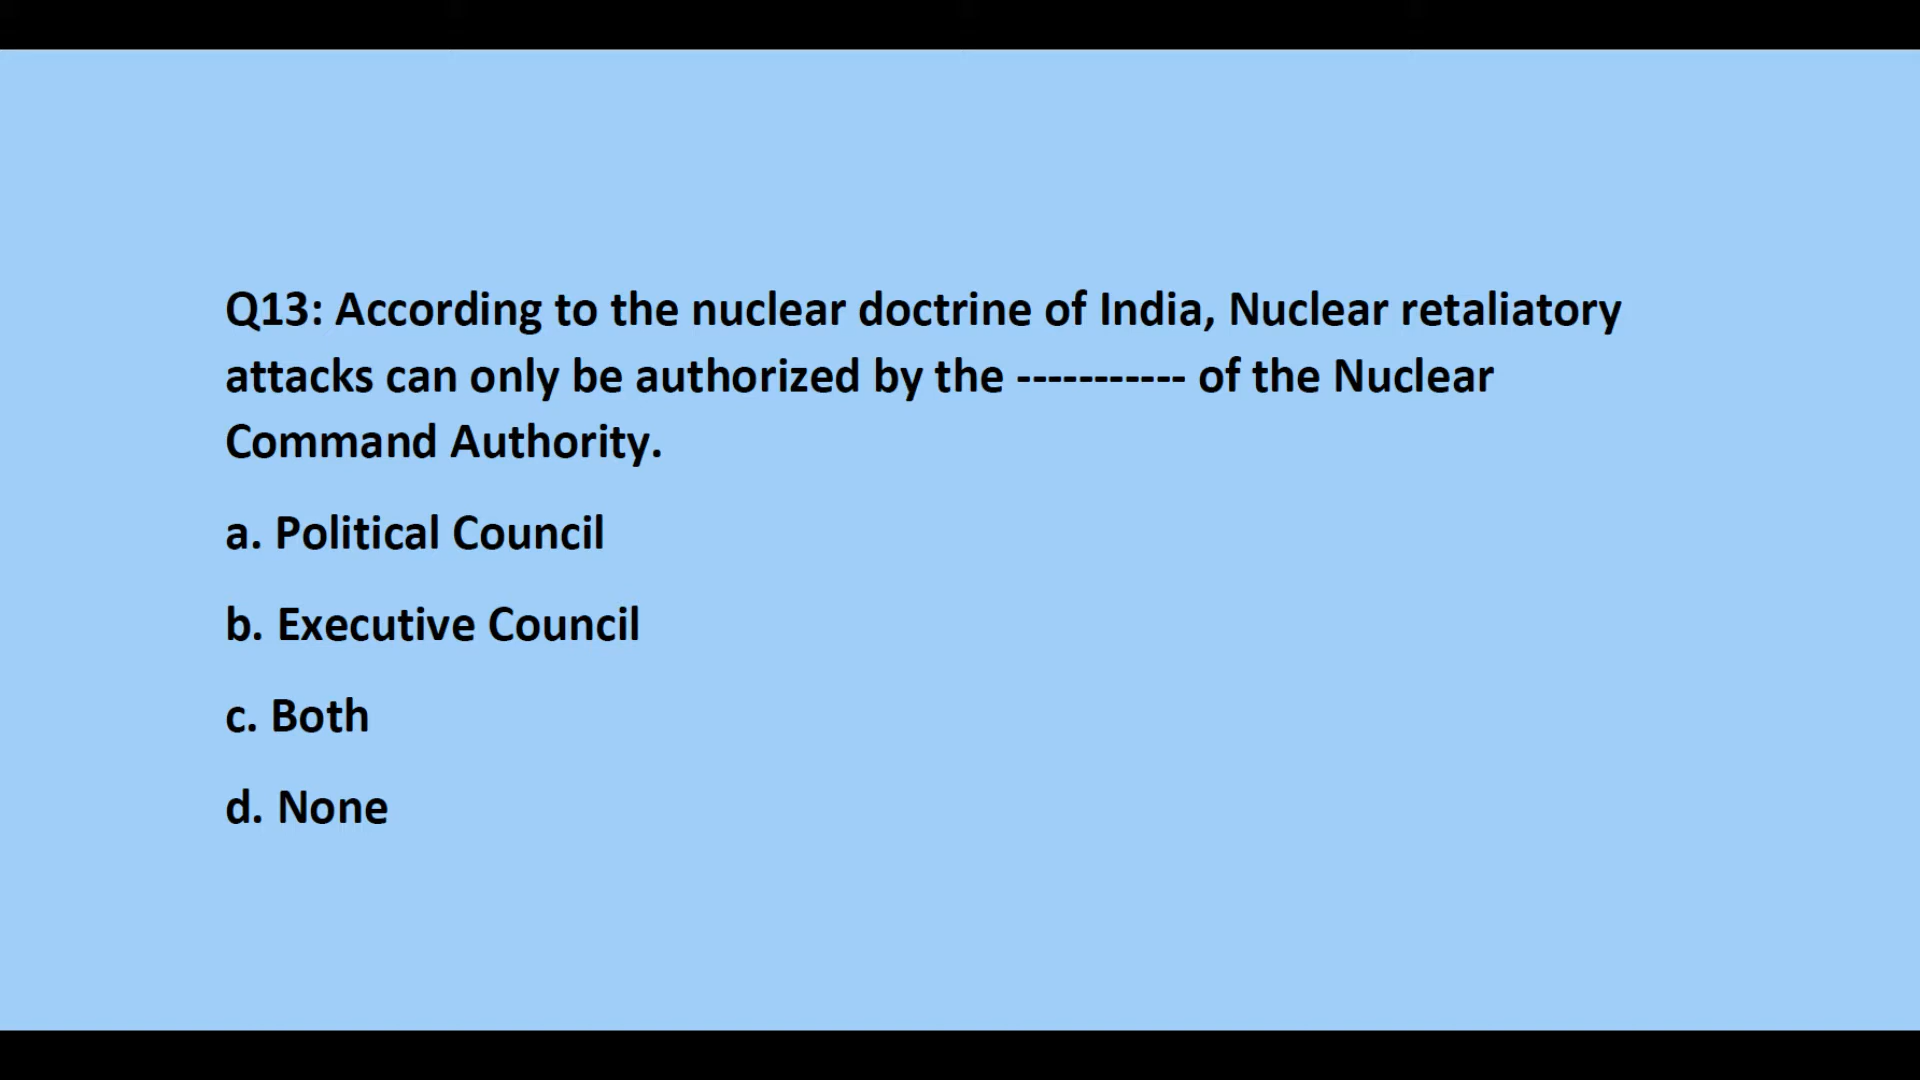 Q13: According to the nuclear doctrine of India, Nuclear retaliatory
attacks can only be authorized by the ----------- of the Nuclear
Command Authority.
a. Political Council
b. Executive Council
c. Both
d. None